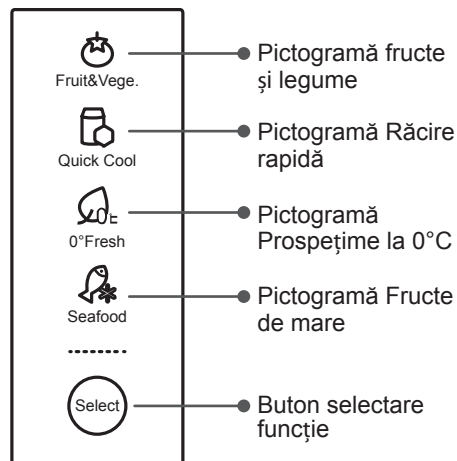 Fruit&Vege.
Pictogramă fructe
și legume
Quick Cool
Pictogramă Răcire
rapidă
0°Fresh
Pictogramă
Prospețime la 0°C
Seafood
Pictogramă Fructe
de mare
Select
Buton selectare
funcție